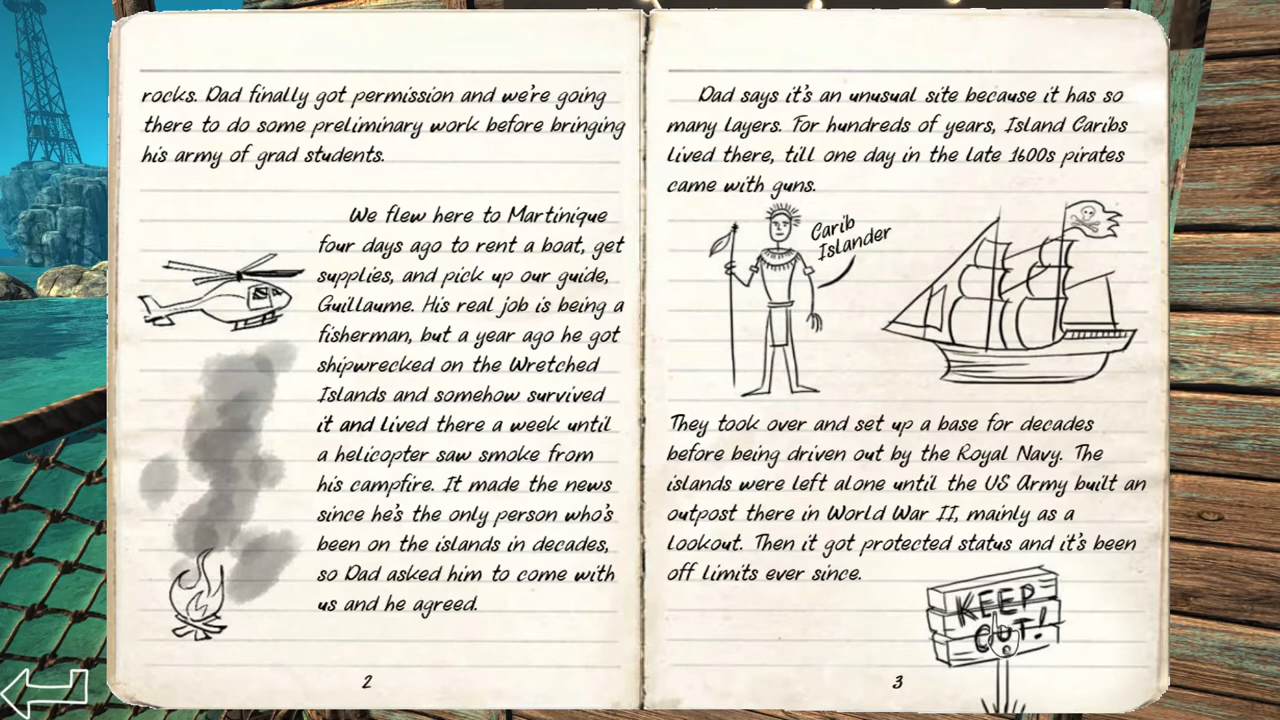 rocks. Dad finally got permission and we're going
there to do some preliminary work before bringing
his army of grad students.
We flew here to Martinique
four days ago to rent a boat, get
supplies, and pick up our guide,
Guillaume. His real job is being a
fisherman, but a year ago he got
shipwrecked on the Wretched
Islands and somehow survived
it and lived there a week until
a helicopter saw smoke from
his campfire. It made the news
since he's the only person who's
been on the islands in decades,
so Dad asked him to come with
us and he agreed.
2
Dad says it's an unusual site because it has so
many layers. For hundreds of years, Island Caribs
lived there, till one day in the late 1600s pirates
came with guns.
Carib
Islander
They took over and set up a base for decades
before being driven out by the Royal Navy. The
islands were left alone until the US Army built an
outpost there in World War II, mainly as a
lookout. Then it got protected status and it's been
off limits ever since.
KEEP
OUT!
3